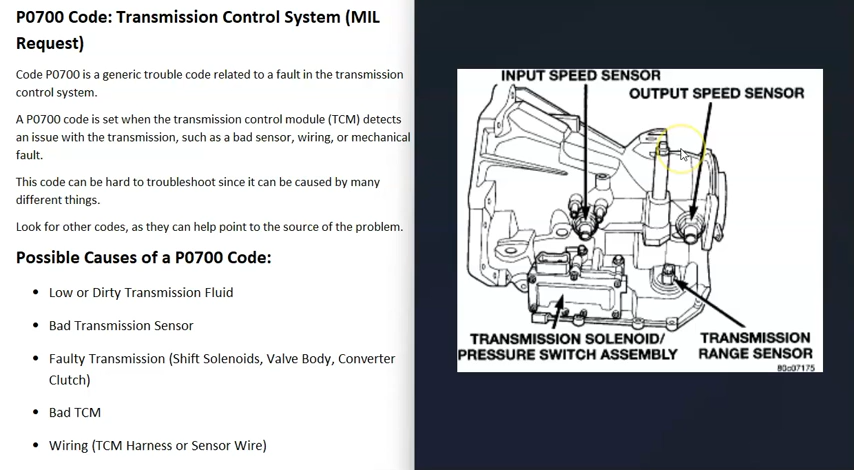 P0700 Code: Transmission Control System (MIL
Request)
Code P0700 is a generic trouble code related to a fault in the transmission
control system.
A P0700 code is set when the transmission control module (TCM) detects
an issue with the transmission, such as a bad sensor, wiring, or mechanical
fault.
This code can be hard to troubleshoot since it can be caused by many
different things.
Look for other codes, as they can help point to the source of the problem.
Possible Causes of a P0700 Code:
• Low or Dirty Transmission Fluid
• Bad Transmission Sensor
• Faulty Transmission (Shift Solenoids, Valve Body, Converter
Clutch)
• Bad TCM
• Wiring (TCM Harness or Sensor Wire)
INPUT SPEED SENSOR
OUTPUT SPEED SENSOR
TRANSMISSION SOLENOID/
PRESSURE SWITCH ASSEMBLY
TRANSMISSION
RANGE SENSOR
80c07175